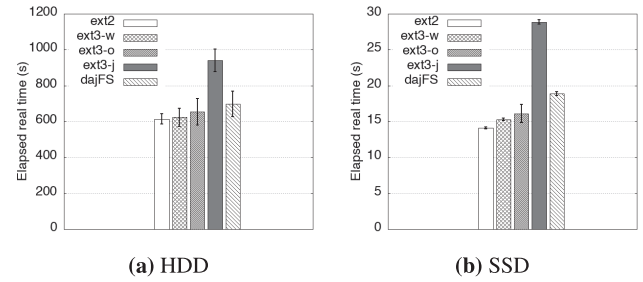 1200
1000
800
600
400
200
0
Elapsed real time (s)
ext2
ext3-w
ext3-o
ext3-j
dajFS
(a) HDD
30
25
20
15
10
5
0
Elapsed real time (s)
ext2
ext3-w
ext3-o
ext3-j
dajFS
(b) SSD